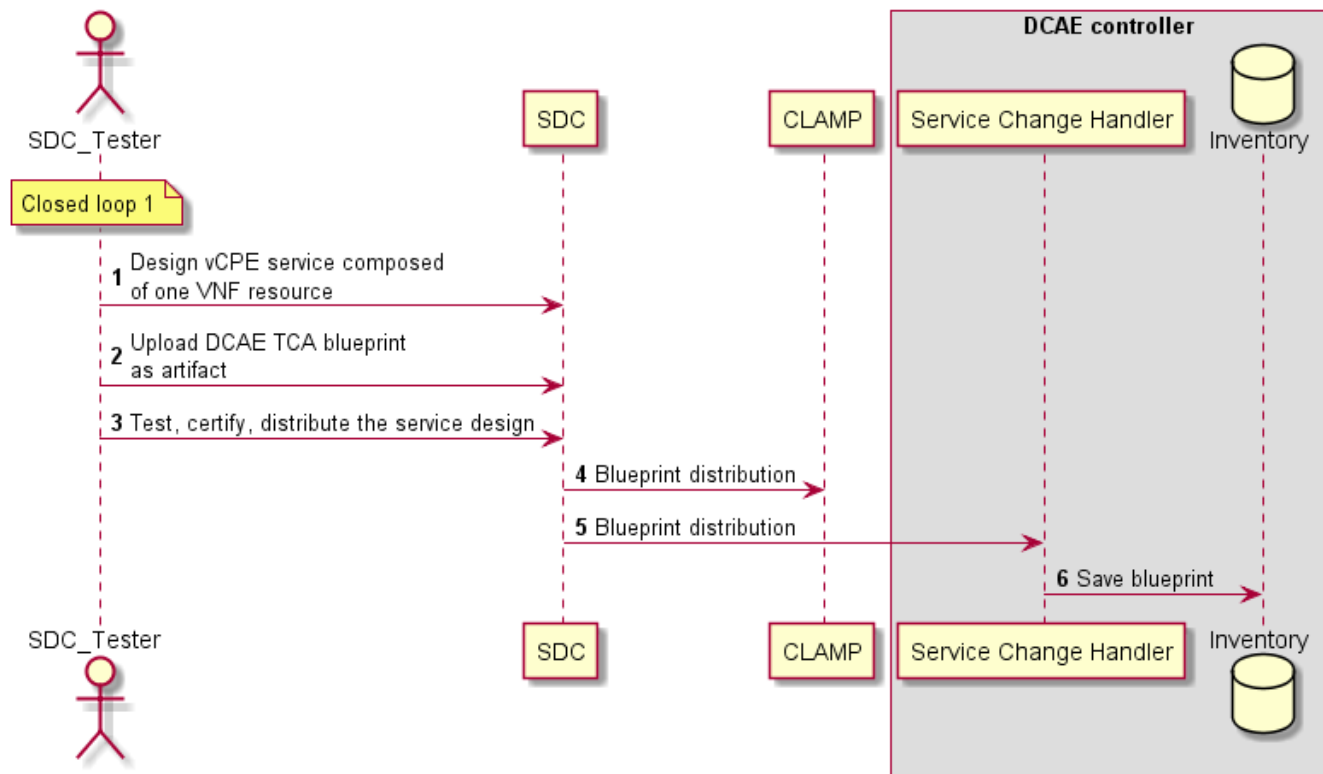 DCAE controller
SDC_Tester
SDC
CLAMP
Service Change Handler
Inventory
Closed loop 1
1 Design vCPE service composed
of one VNF resource
2 Upload DCAE TCA blueprint
as artifact
3 Test, certify, distribute the service design
4 Blueprint distribution
5 Blueprint distribution
6 Save blueprint
SDC_Tester
SDC
CLAMP
Service Change Handler
Inventory